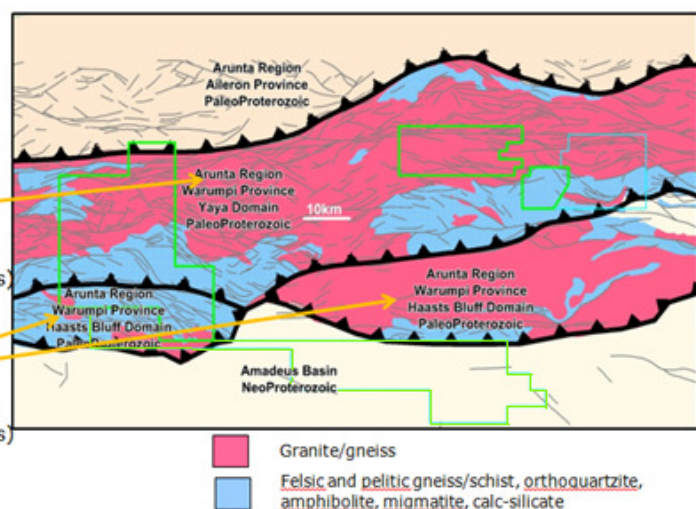 Arunta Region
Aileron Province
PaleoProterozoic
Arunta Region
Warumpi Province
Yaya Domain
PaleoProterozoic
10km
s)
Arunta Region
Warumpi Province
Haasts Bluff Domain
PaleoProterozoic
Arunta Region
Warumpi Province
Haasts Bluff Domain
PaleoProterozoic
Amadeus Basin
NeoProterozoic
s)
Granite/gneiss
Felsic and pelitic gneiss/schist, orthoquartzite,
amphibolite, migmatite, calc-silicate